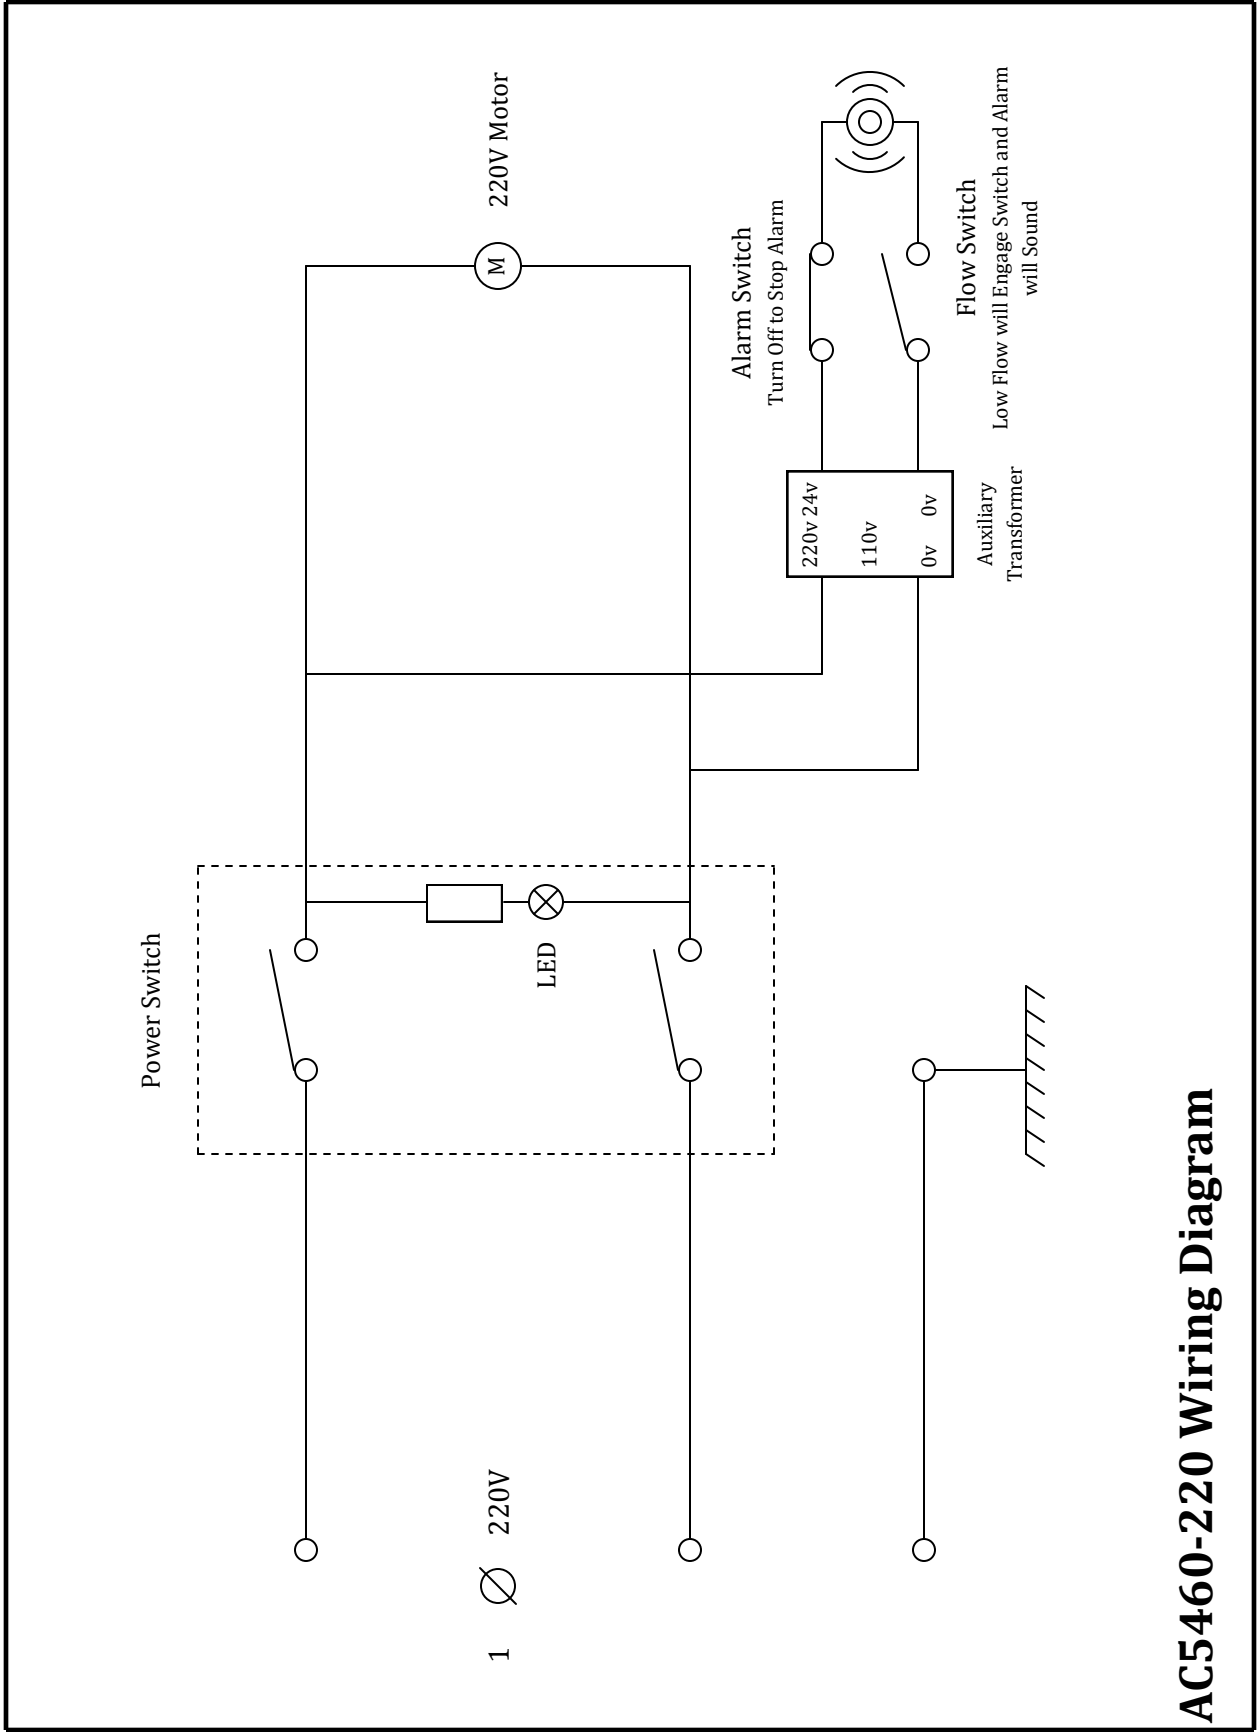 Power Switch
1 220V
LED
220V Motor
Alarm Switch
Turn Off to Stop Alarm
M
220v 24v
110v
0v 0v
Auxiliary
Transformer
Flow Switch
Low Flow will Engage Switch and Alarm
will Sound
AC5460-220 Wiring Diagram